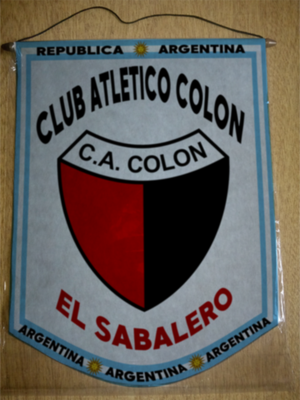 REPUBLICA ARGENTINA
CLUB ATLETICO COLON
C.A. COLON
EL SABALERO
ARGENTINA ARGENTINA ARGENTINA